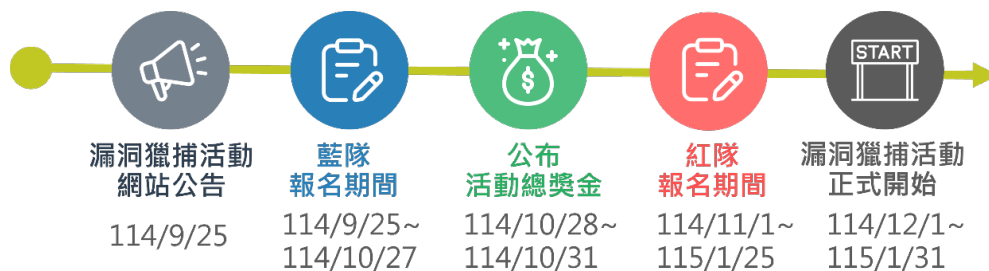 START
漏洞獵捕活動
網站公告
114/9/25
藍隊
報名期間
114/9/25~
114/10/27
公布
活動總獎金
114/10/28~
114/10/31
紅隊
報名期間
114/11/1~
115/1/25
漏洞獵捕活動
正式開始
114/12/1~
115/1/31